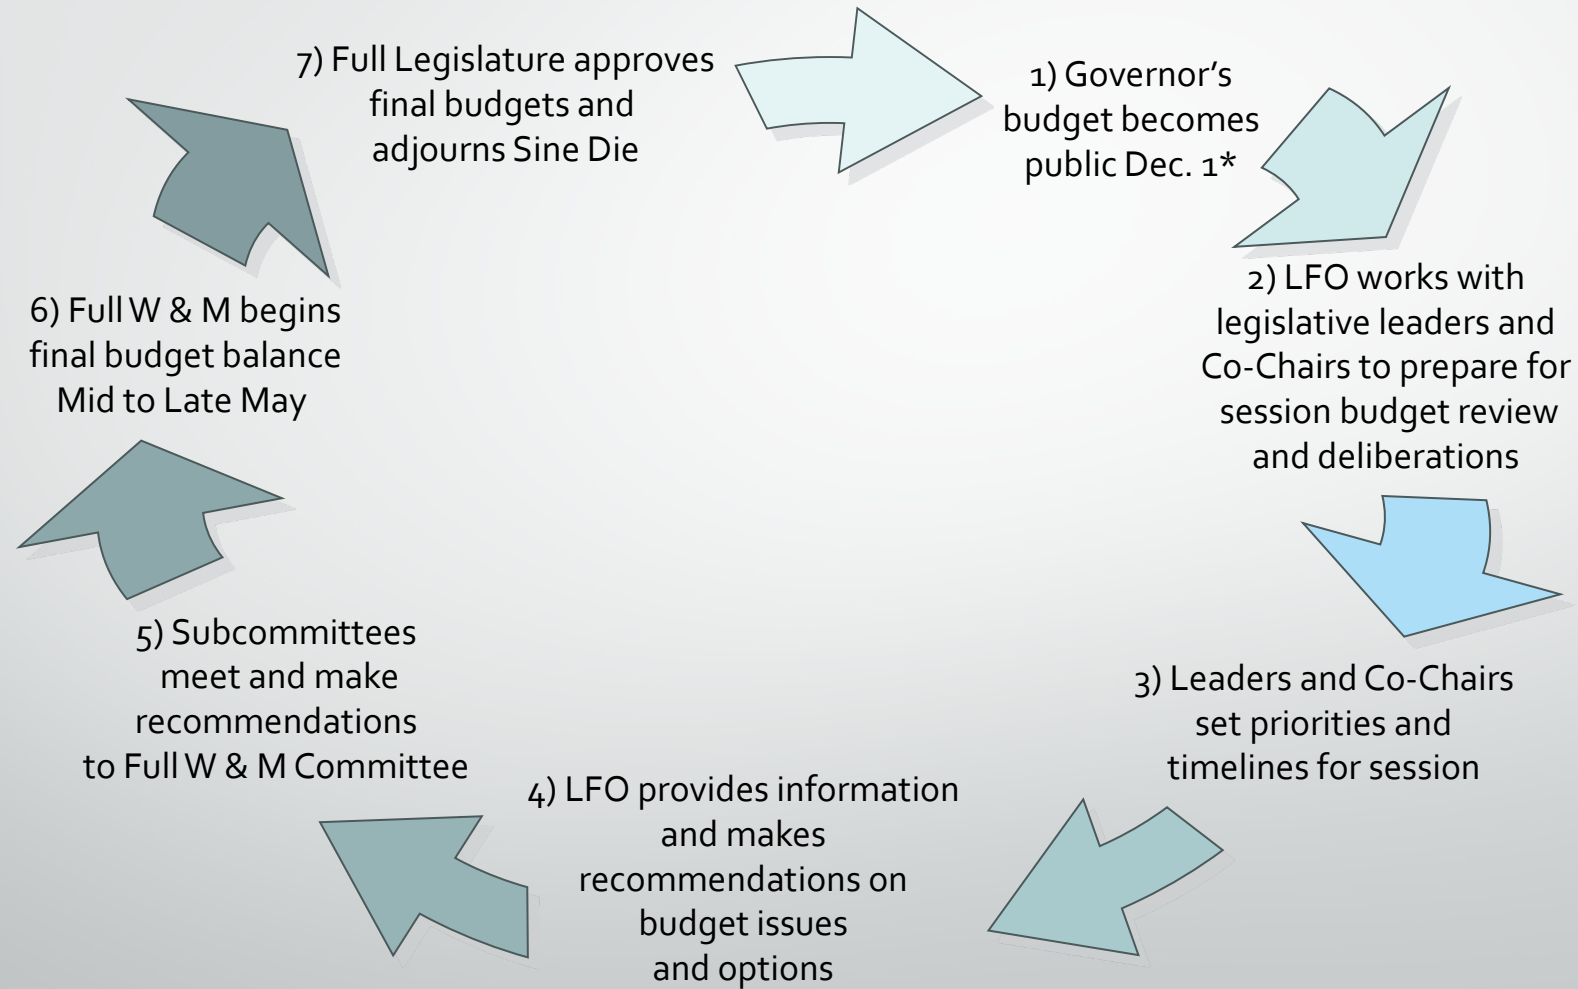 1) Governor's
budget becomes
public Dec. 1*
2) LFO works with
legislative leaders and
Co-Chairs to prepare for
session budget review
and deliberations
3) Leaders and Co-Chairs
set priorities and
timelines for session
4) LFO provides information
and makes
recommendations on
budget issues
and options
5) Subcommittees
meet and make
recommendations
to Full W & M Committee
6) Full W & M begins
final budget balance
Mid to Late May
7) Full Legislature approves
final budgets and
adjourns Sine Die